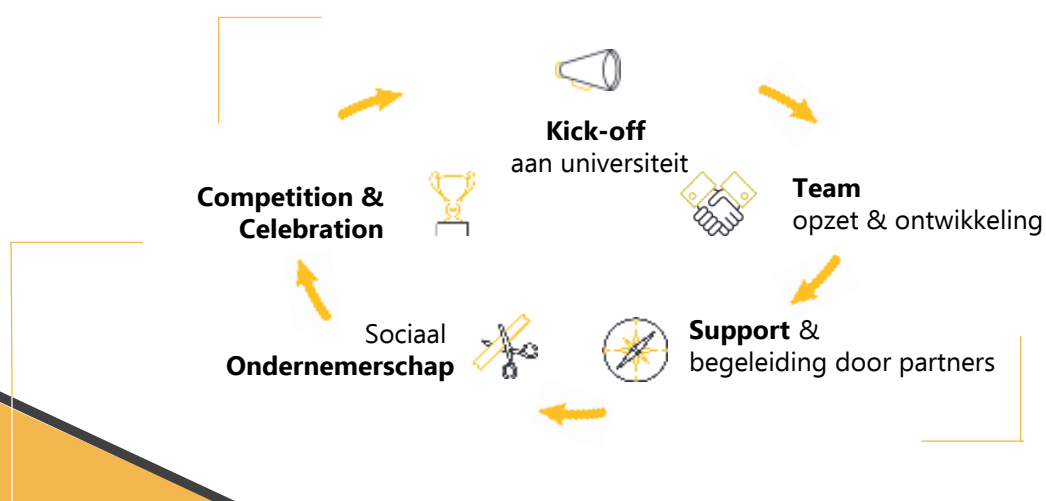 Kick-off
aan universiteit
Team
opzet & ontwikkeling
Support &
begeleiding door partners
Sociaal
Ondernemerschap
Competition &
Celebration